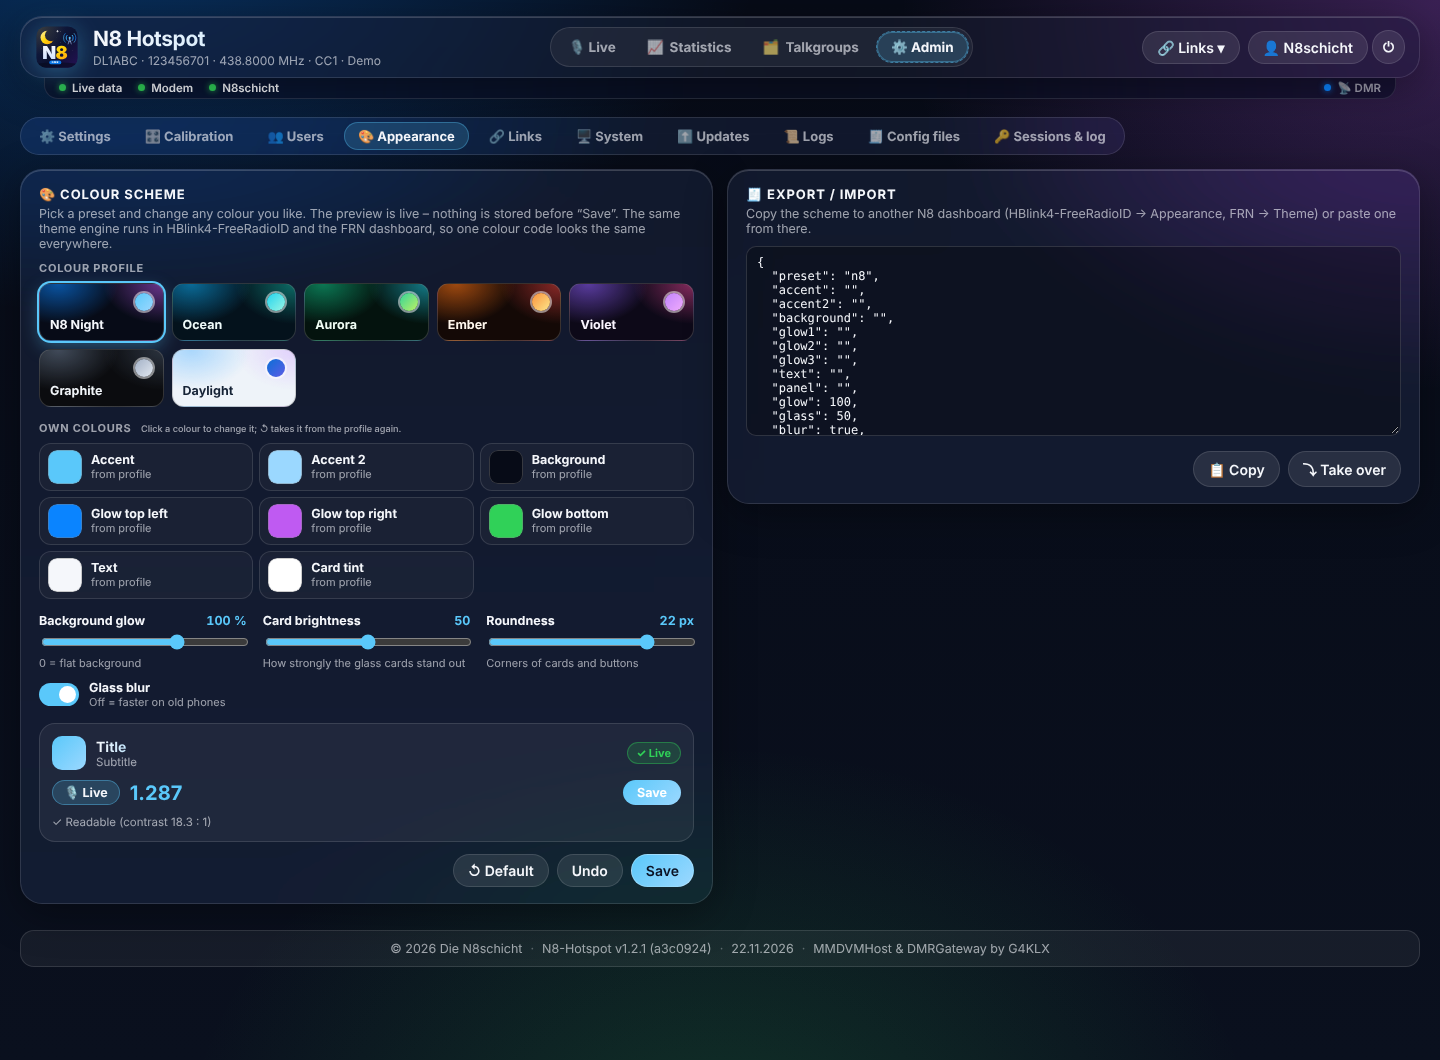 N8
N8 Hotspot
DL1ABC · 123456701 · 438.8000 MHz · CC1 · Demo
Live
Statistics
Talkgroups
Admin
Links ▾
N8schicht
Live data
Modem
N8schicht
DMR
Settings
Calibration
Users
Appearance
Links
System
Updates
Logs
Config files
Sessions & log
COLOUR SCHEME
Pick a preset and change any colour you like. The preview is live – nothing is stored before “Save”. The same
theme engine runs in HBlink4-FreeRadioID and the FRN dashboard, so one colour code looks the same
everywhere.
COLOUR PROFILE
N8 Night
Ocean
Aurora
Ember
Violet
Graphite
Daylight
OWN COLOURS Click a colour to change it; ↺ takes it from the profile again.
Accent
from profile
Accent 2
from profile
Background
from profile
Glow top left
from profile
Glow top right
from profile
Glow bottom
from profile
Text
from profile
Card tint
from profile
Background glow 100 %
0 = flat background
Card brightness 50
How strongly the glass cards stand out
Roundness 22 px
Corners of cards and buttons
Glass blur
Off = faster on old phones
Title
Subtitle
✓ Live
Live
1.287
Save
✓ Readable (contrast 18.3 : 1)
↺ Default
Undo
Save
EXPORT / IMPORT
Copy the scheme to another N8 dashboard (HBlink4-FreeRadioID → Appearance, FRN → Theme) or paste one
from there.
{
"preset": "n8",
"accent": "",
"accent2": "",
"background": "",
"glow1": "",
"glow2": "",
"glow3": "",
"text": "",
"panel": "",
"glow": 100,
"glass": 50,
"blur": true,
Copy
⤵ Take over
© 2026 Die N8schicht · N8-Hotspot v1.2.1 (a3c0924) · 22.11.2026 · MMDVMHost & DMRGateway by G4KLX